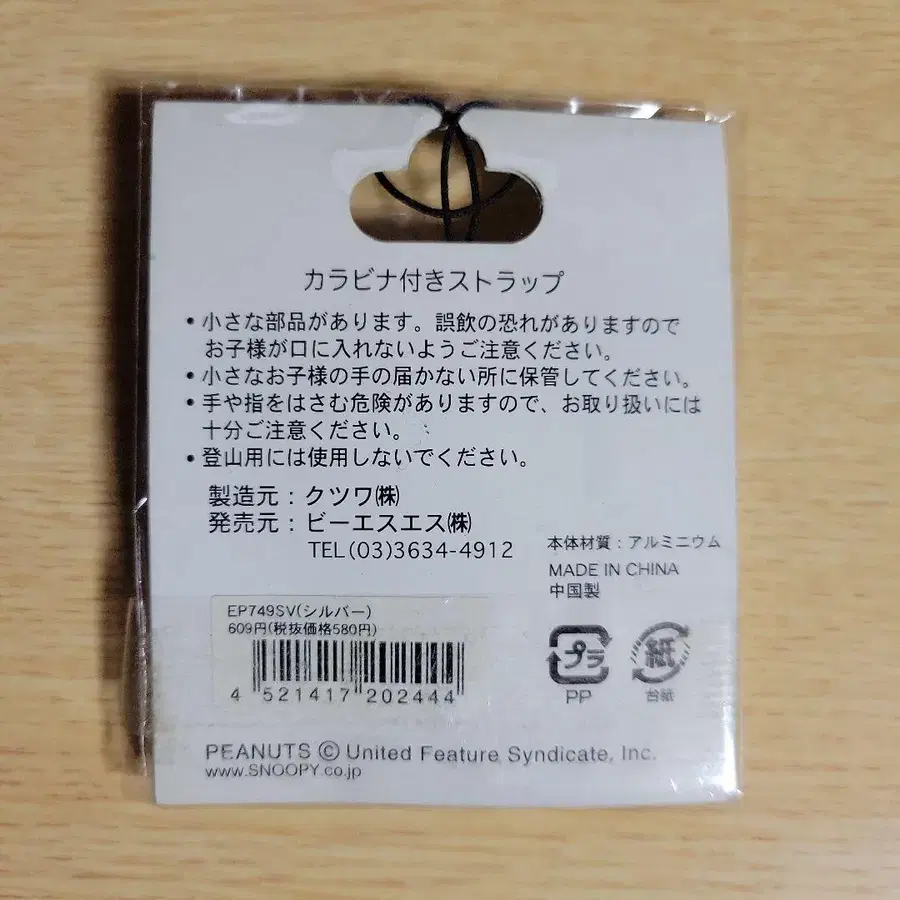 カラビナ付きストラップ
・小さな部品があります。誤飲の恐れがありますので
お子様が口に入れないようご注意ください。
・小さなお子様の手の届かない所に保管してください。
・手や指をはさむ危険がありますので、お取り扱いには
十分ご注意ください。
・登山用には使用しないでください。
製造元：クツワ㈱
発売元：ビーエスエス㈱
TEL(03)3634-4912
本体材質：アルミニウム
MADE IN CHINA
中国製
EP749SV(シルバー)
609円(税抜価格580円)
4 521417 202444
プラ
PP
紙
台紙
PEANUTS © United Feature Syndicate, Inc.
www.SNOOPY.co.jp